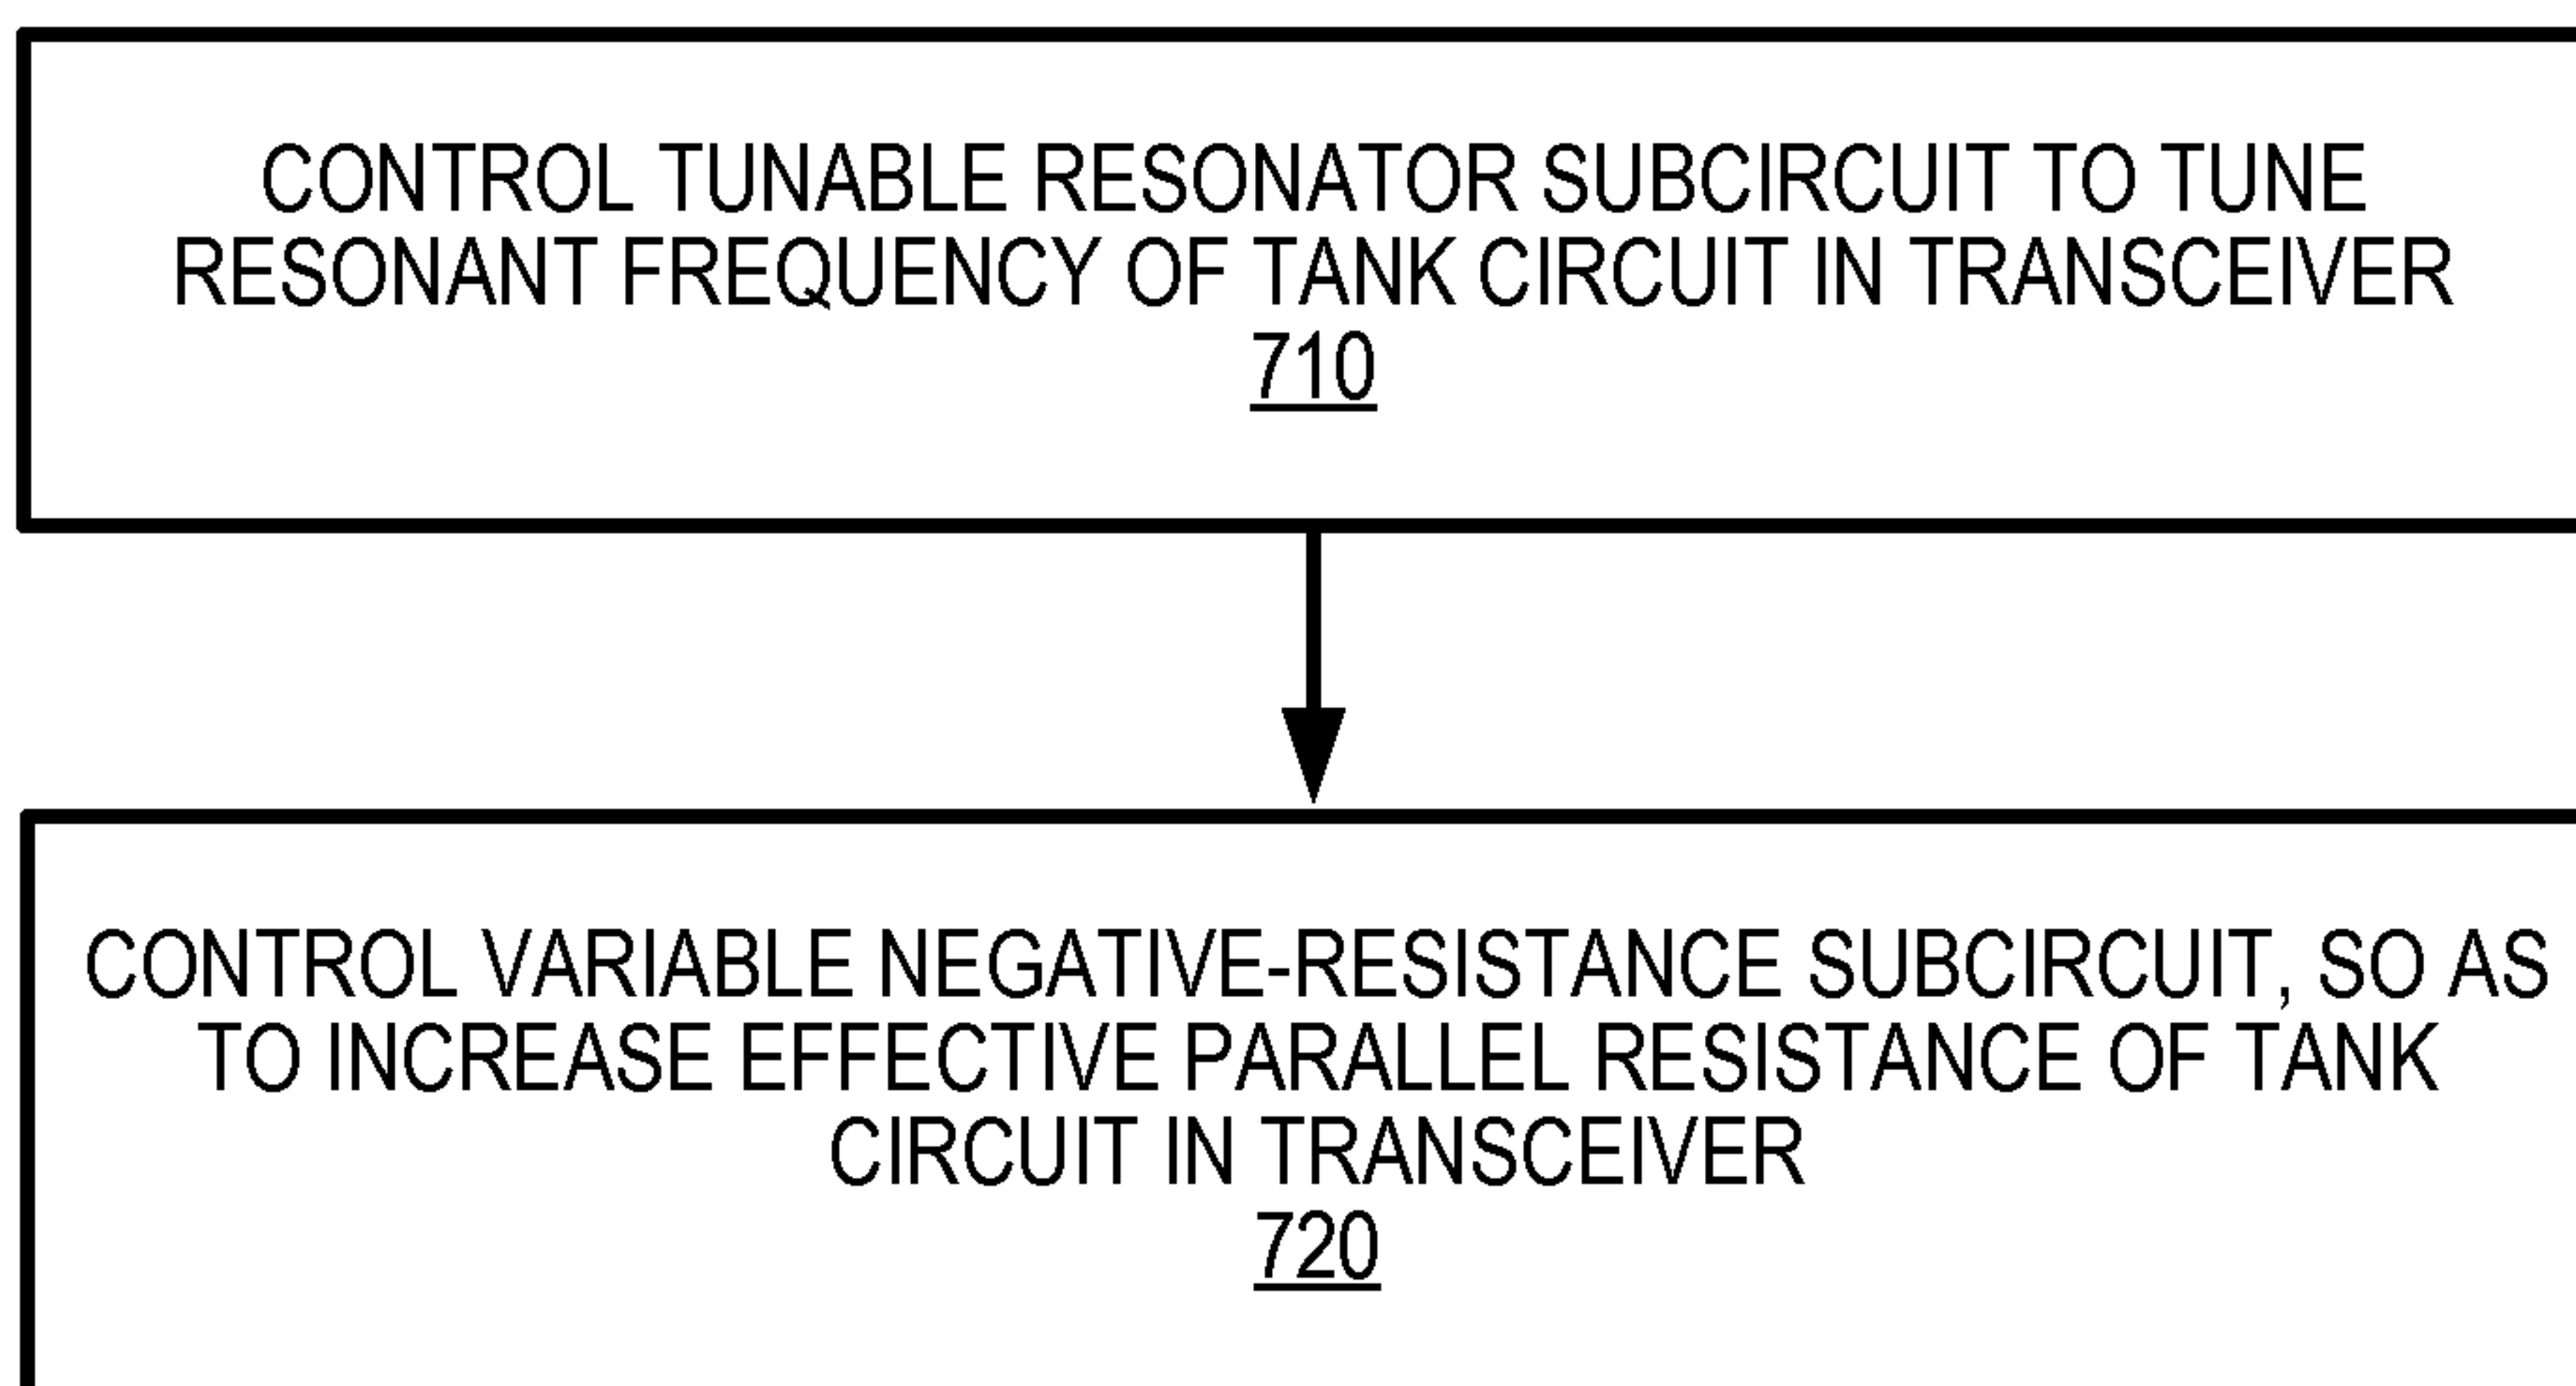 CONTROL TUNABLE RESONATOR SUBCIRCUIT TO TUNE
RESONANT FREQUENCY OF TANK CIRCUIT IN TRANSCEIVER
710
CONTROL VARIABLE NEGATIVE-RESISTANCE SUBCIRCUIT, SO AS
TO INCREASE EFFECTIVE PARALLEL RESISTANCE OF TANK
CIRCUIT IN TRANSCEIVER
720